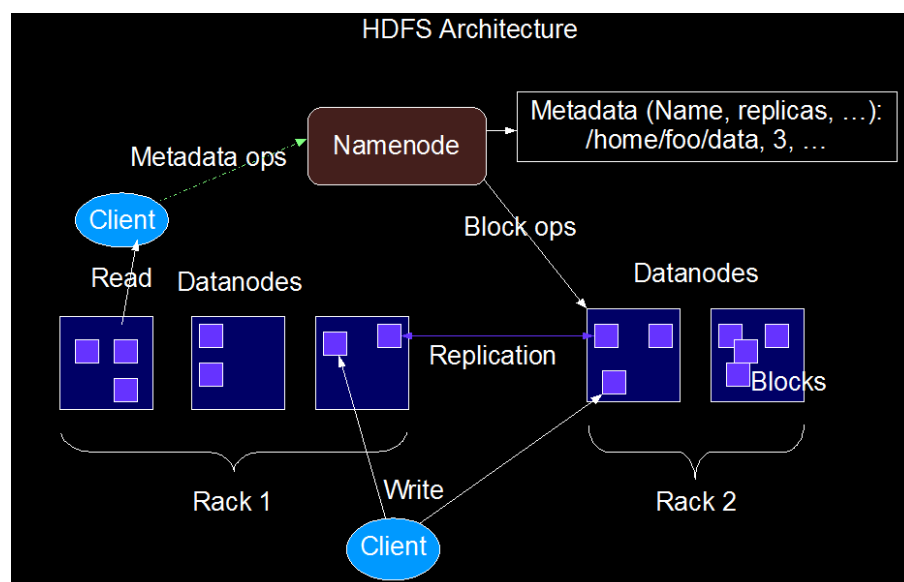 HDFS Architecture
Metadata (Name, replicas, …):
/home/foo/data, 3, …
Namenode
Metadata ops
Client
Block ops
Read
Datanodes
Datanodes
Replication
Blocks
Rack 1
Write
Rack 2
Client